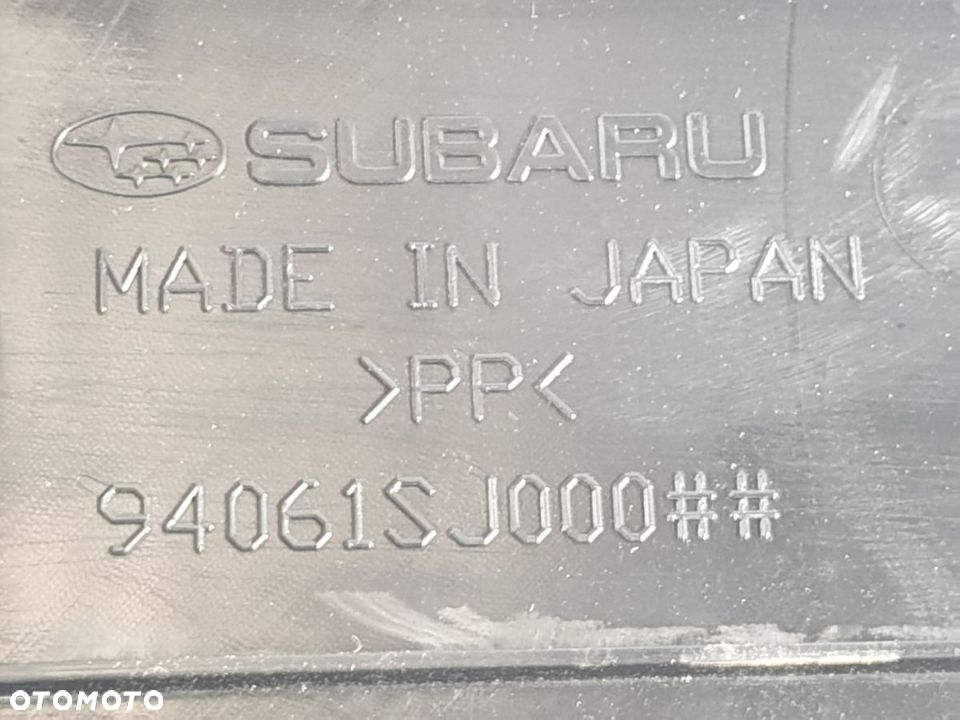 SUBARU
MADE IN JAPAN
>PP<
94061SJ000##
OTOMOTO